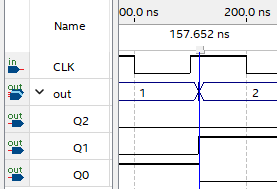 00.0 ns 200.0 ns
Name 157.652 ns
in CLK
out out 1 2
out Q2
out Q1
out Q0